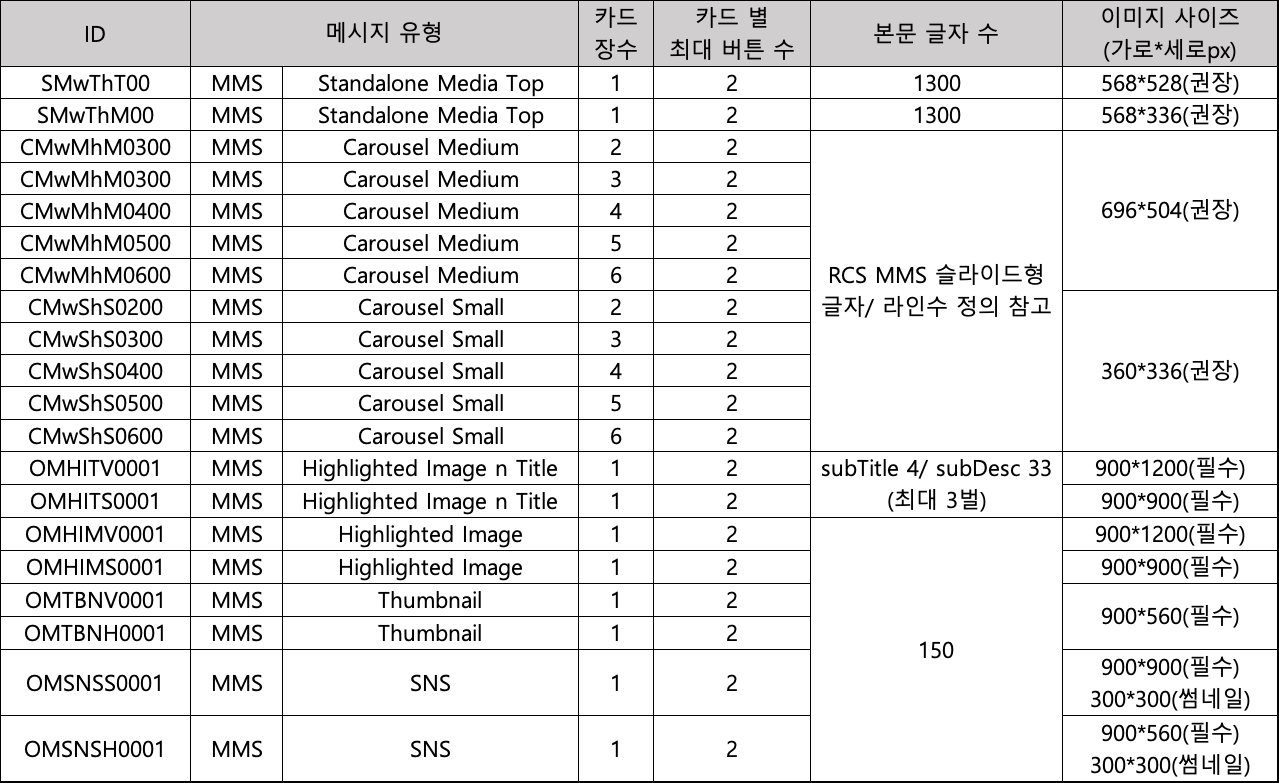 ID 메시지 유형 카드 장수 카드 별 최대 버튼 수 본문 글자 수 이미지 사이즈 (가로*세로px)
SMwThT00 MMS Standalone Media Top 1 2 1300 568*528(권장)
SMwThM00 MMS Standalone Media Top 1 2 1300 568*336(권장)
CMwMhM0300 MMS Carousel Medium 2 2
CMwMhM0300 MMS Carousel Medium 3 2
CMwMhM0400 MMS Carousel Medium 4 2 696*504(권장)
CMwMhM0500 MMS Carousel Medium 5 2
CMwMhM0600 MMS Carousel Medium 6 2 RCS MMS 슬라이드형
CMwShS0200 MMS Carousel Small 2 2 글자/ 라인수 정의 참고
CMwShS0300 MMS Carousel Small 3 2
CMwShS0400 MMS Carousel Small 4 2 360*336(권장)
CMwShS0500 MMS Carousel Small 5 2
CMwShS0600 MMS Carousel Small 6 2
OMHITV0001 MMS Highlighted Image n Title 1 2 subTitle 4/ subDesc 33 900*1200(필수)
OMHITS0001 MMS Highlighted Image n Title 1 2 (최대 3벌) 900*900(필수)
OMHIMV0001 MMS Highlighted Image 1 2 900*1200(필수)
OMHIMS0001 MMS Highlighted Image 1 2 900*900(필수)
OMTBNV0001 MMS Thumbnail 1 2 900*560(필수)
OMTBNH0001 MMS Thumbnail 1 2
150
OMSNSS0001 MMS SNS 1 2 900*900(필수)
300*300(썸네일)
OMSNSH0001 MMS SNS 1 2 900*560(필수)
300*300(썸네일)